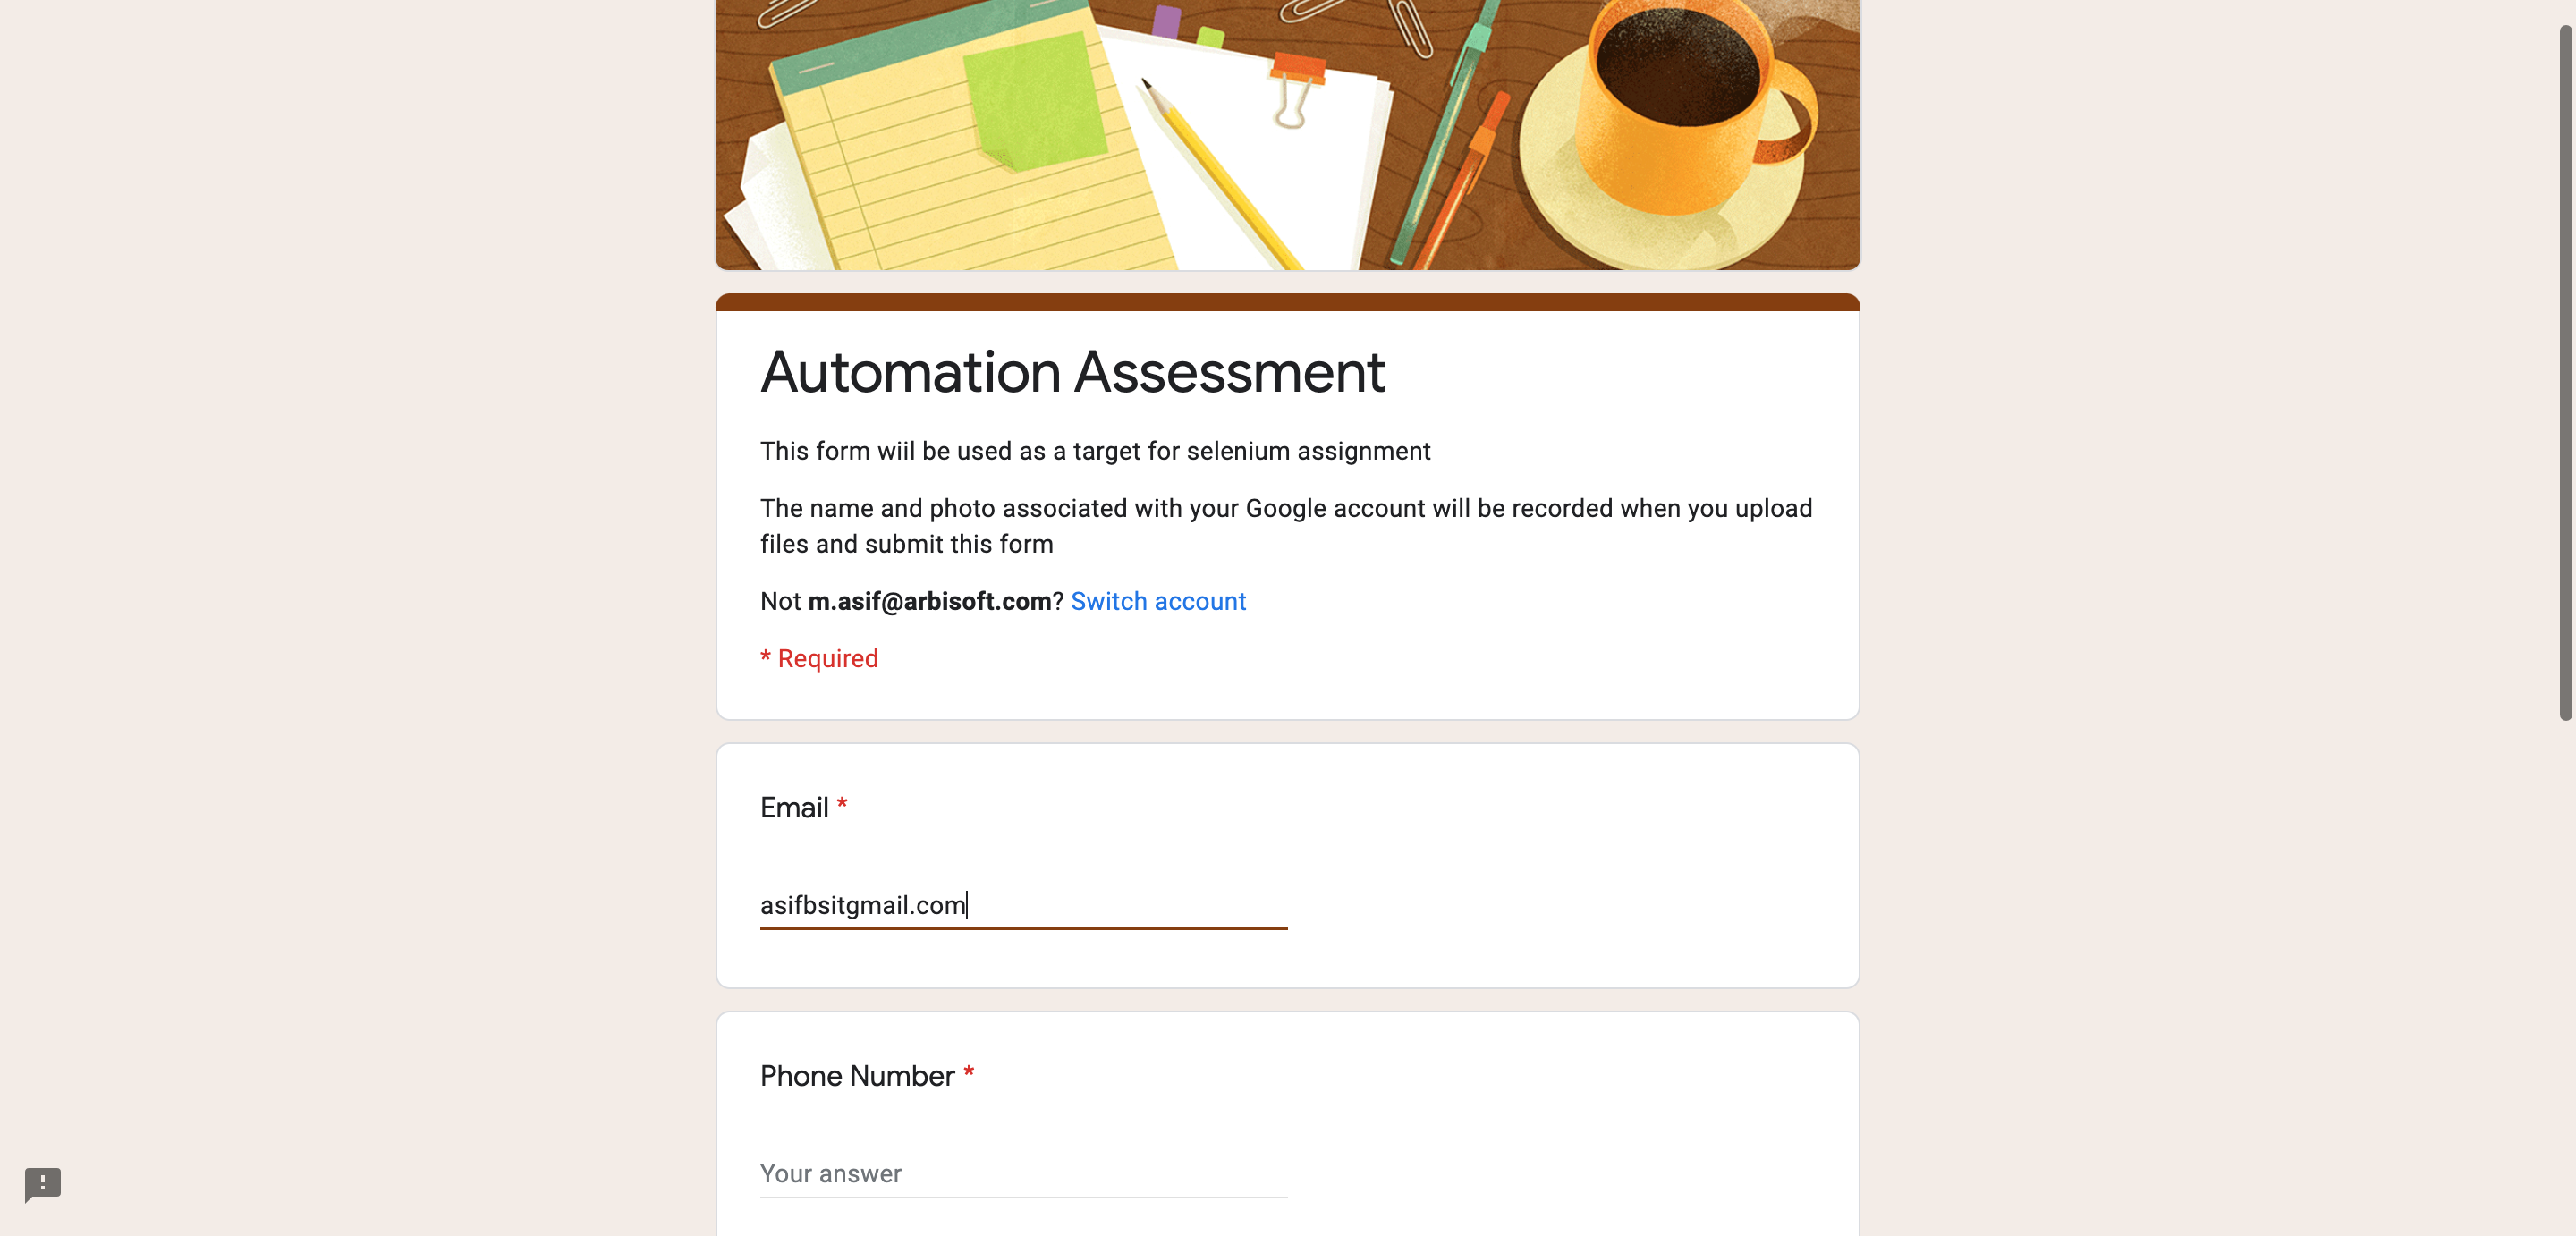 Automation Assessment
This form wiil be used as a target for selenium assignment
The name and photo associated with your Google account will be recorded when you upload
files and submit this form
Not m.asif@arbisoft.com? Switch account
* Required
Email *
asifbsitgmail.com
Phone Number *
Your answer